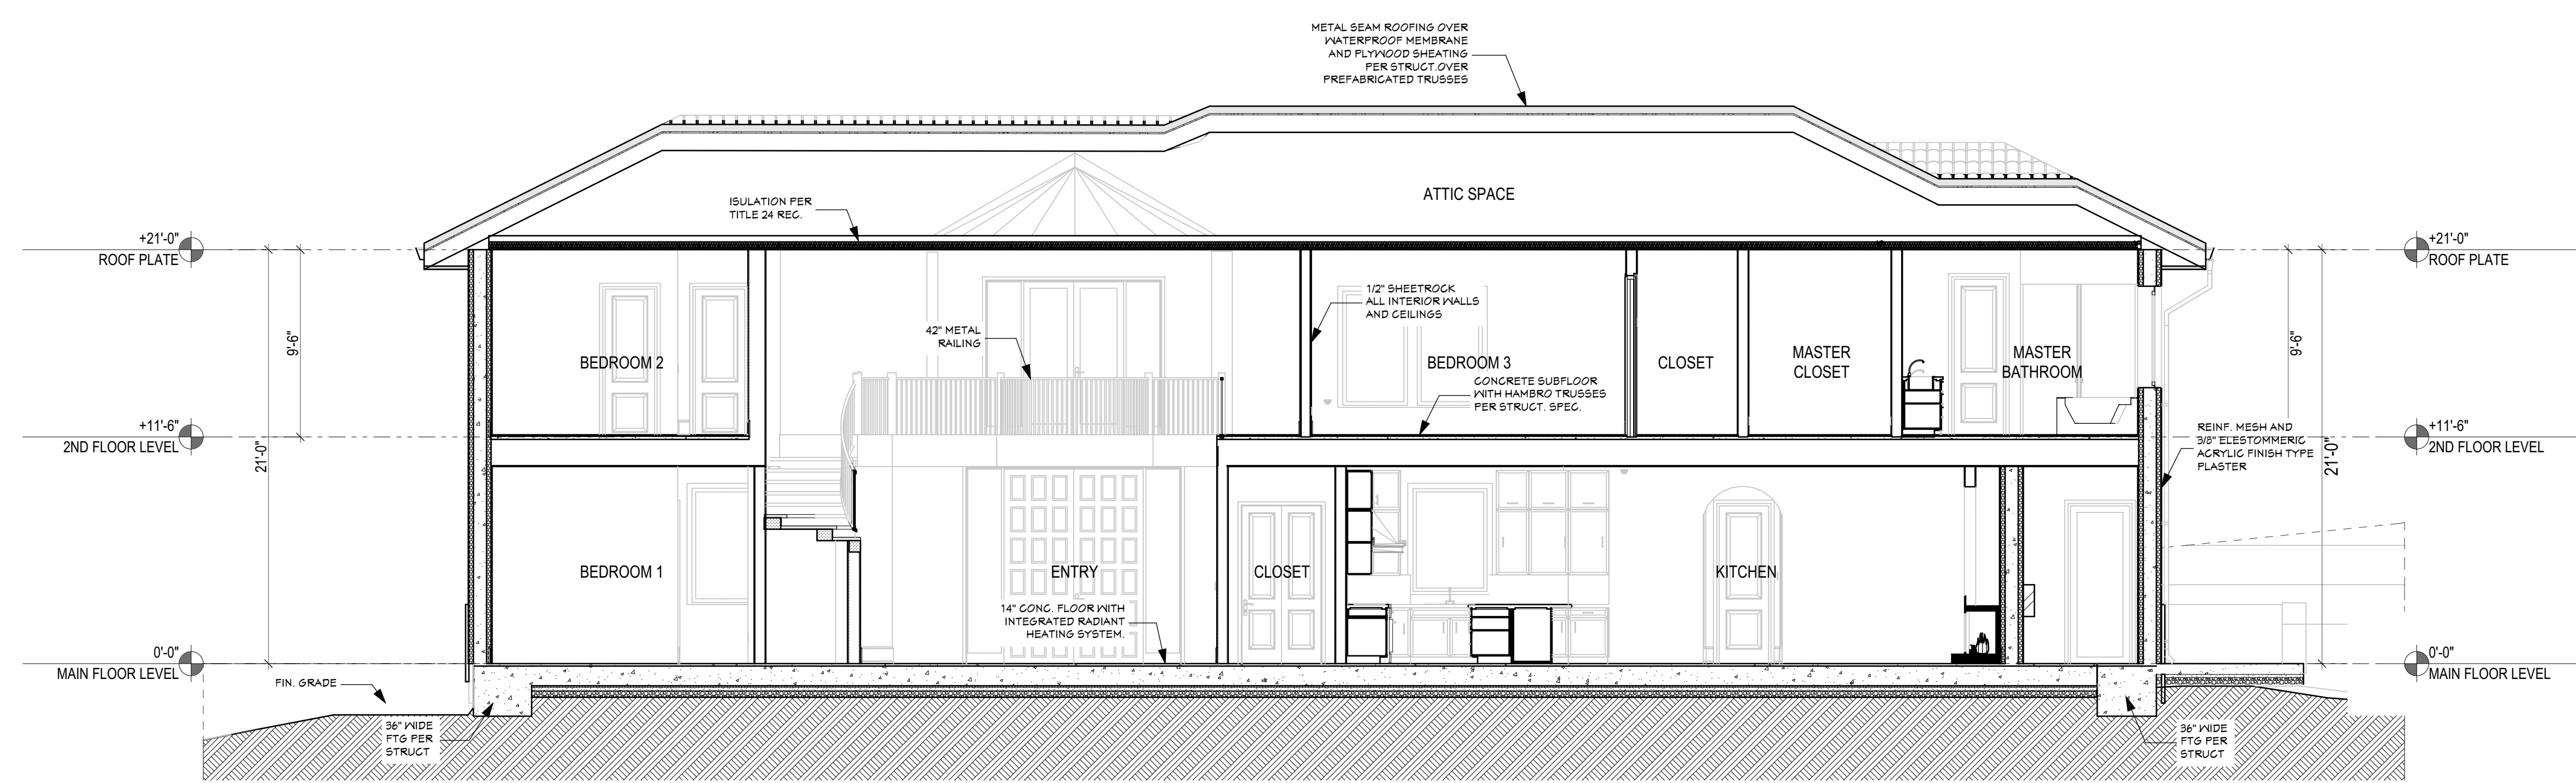 METAL SEAM ROOFING OVER
WATERPROOF MEMBRANE
AND PLYWOOD SHEATING
PER STRUCT.OVER
PREFABRICATED TRUSSES
ATTIC SPACE
ISULATION PER
TITLE 24 REC.
+21'-0"
ROOF PLATE
+21'-0"
ROOF PLATE
1/2" SHEETROCK
ALL INTERIOR WALLS
AND CEILINGS
42" METAL
RAILING
9'-6"
9'-6"
BEDROOM 2
BEDROOM 3
CLOSET
MASTER
CLOSET
MASTER
BATHROOM
CONCRETE SUBFLOOR
WITH HAMBRO TRUSSES
PER STRUCT. SPEC.
+11'-6"
2ND FLOOR LEVEL
+11'-6"
2ND FLOOR LEVEL
REINF. MESH AND
3/8" ELESTOMMERIC
ACRYLIC FINISH TYPE
PLASTER
21'-0"
21'-0"
BEDROOM 1
ENTRY
CLOSET
KITCHEN
14" CONC. FLOOR WITH
INTEGRATED RADIANT
HEATING SYSTEM.
0'-0"
MAIN FLOOR LEVEL
0'-0"
MAIN FLOOR LEVEL
FIN. GRADE
36" WIDE
FTG PER
STRUCT
36" WIDE
FTG PER
STRUCT